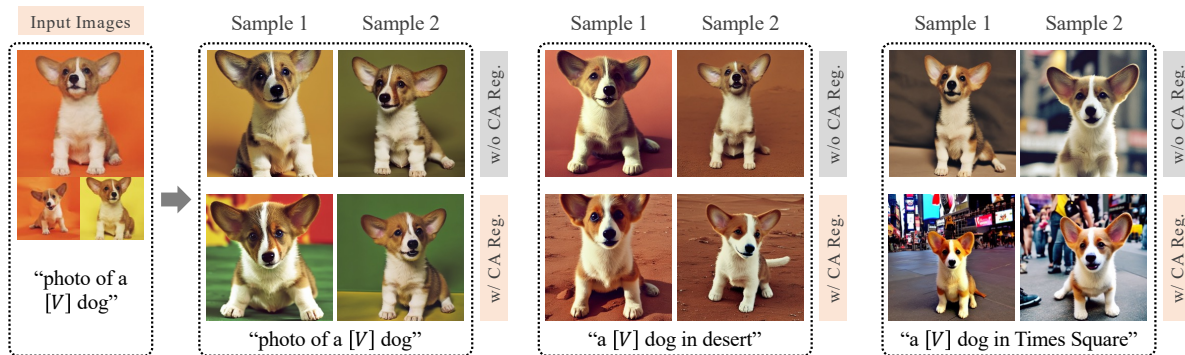 Input Images
“photo of a
[V] dog”
Sample 1
Sample 2
w/o CA Reg.
w/ CA Reg.
“photo of a [V] dog”
Sample 1
Sample 2
w/o CA Reg.
w/ CA Reg.
“a [V] dog in desert”
Sample 1
Sample 2
w/o CA Reg.
w/ CA Reg.
“a [V] dog in Times Square”